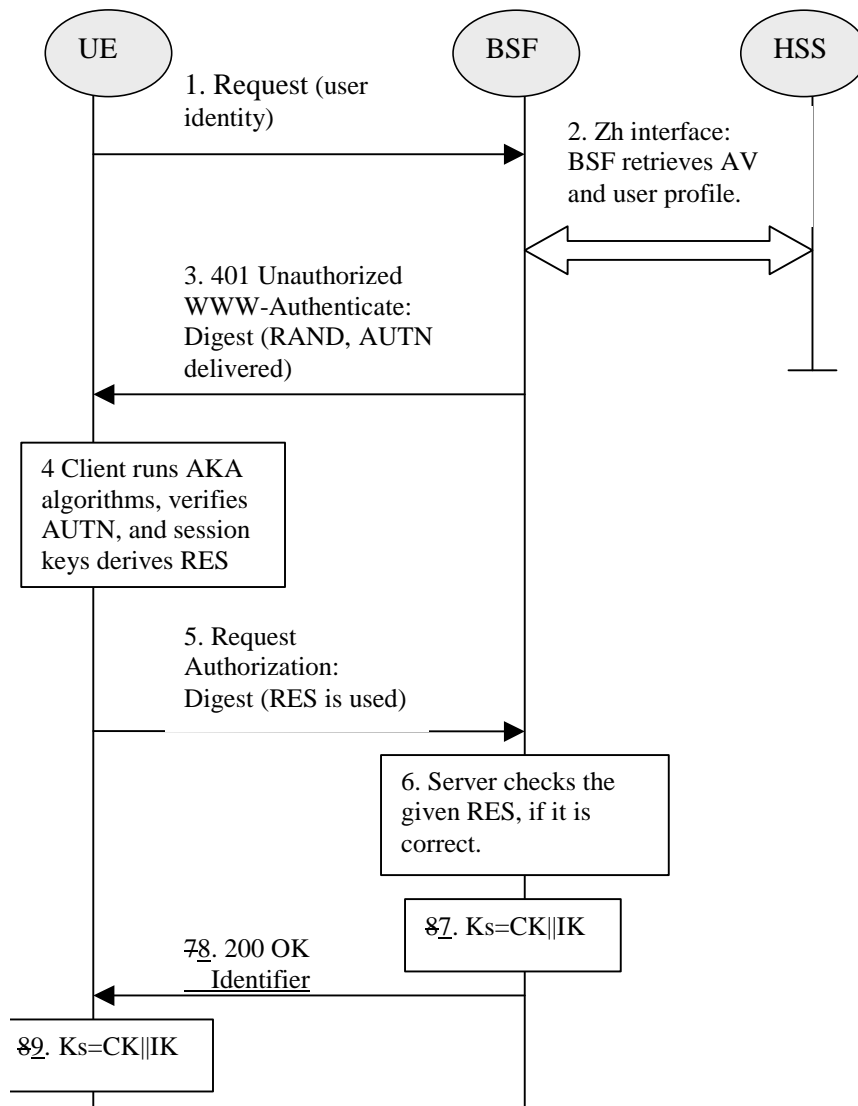 UE
BSF
HSS
1. Request (user
identity)
2. Zh interface:
BSF retrieves AV
and user profile.
3. 401 Unauthorized
WWW-Authenticate:
Digest (RAND, AUTN
delivered)
4 Client runs AKA
algorithms, verifies
AUTN, and session
keys derives RES
5. Request
Authorization:
Digest (RES is used)
6. Server checks the
given RES, if it is
correct.
87. Ks=CK||IK
78. 200 OK
Identifier
89. Ks=CK||IK